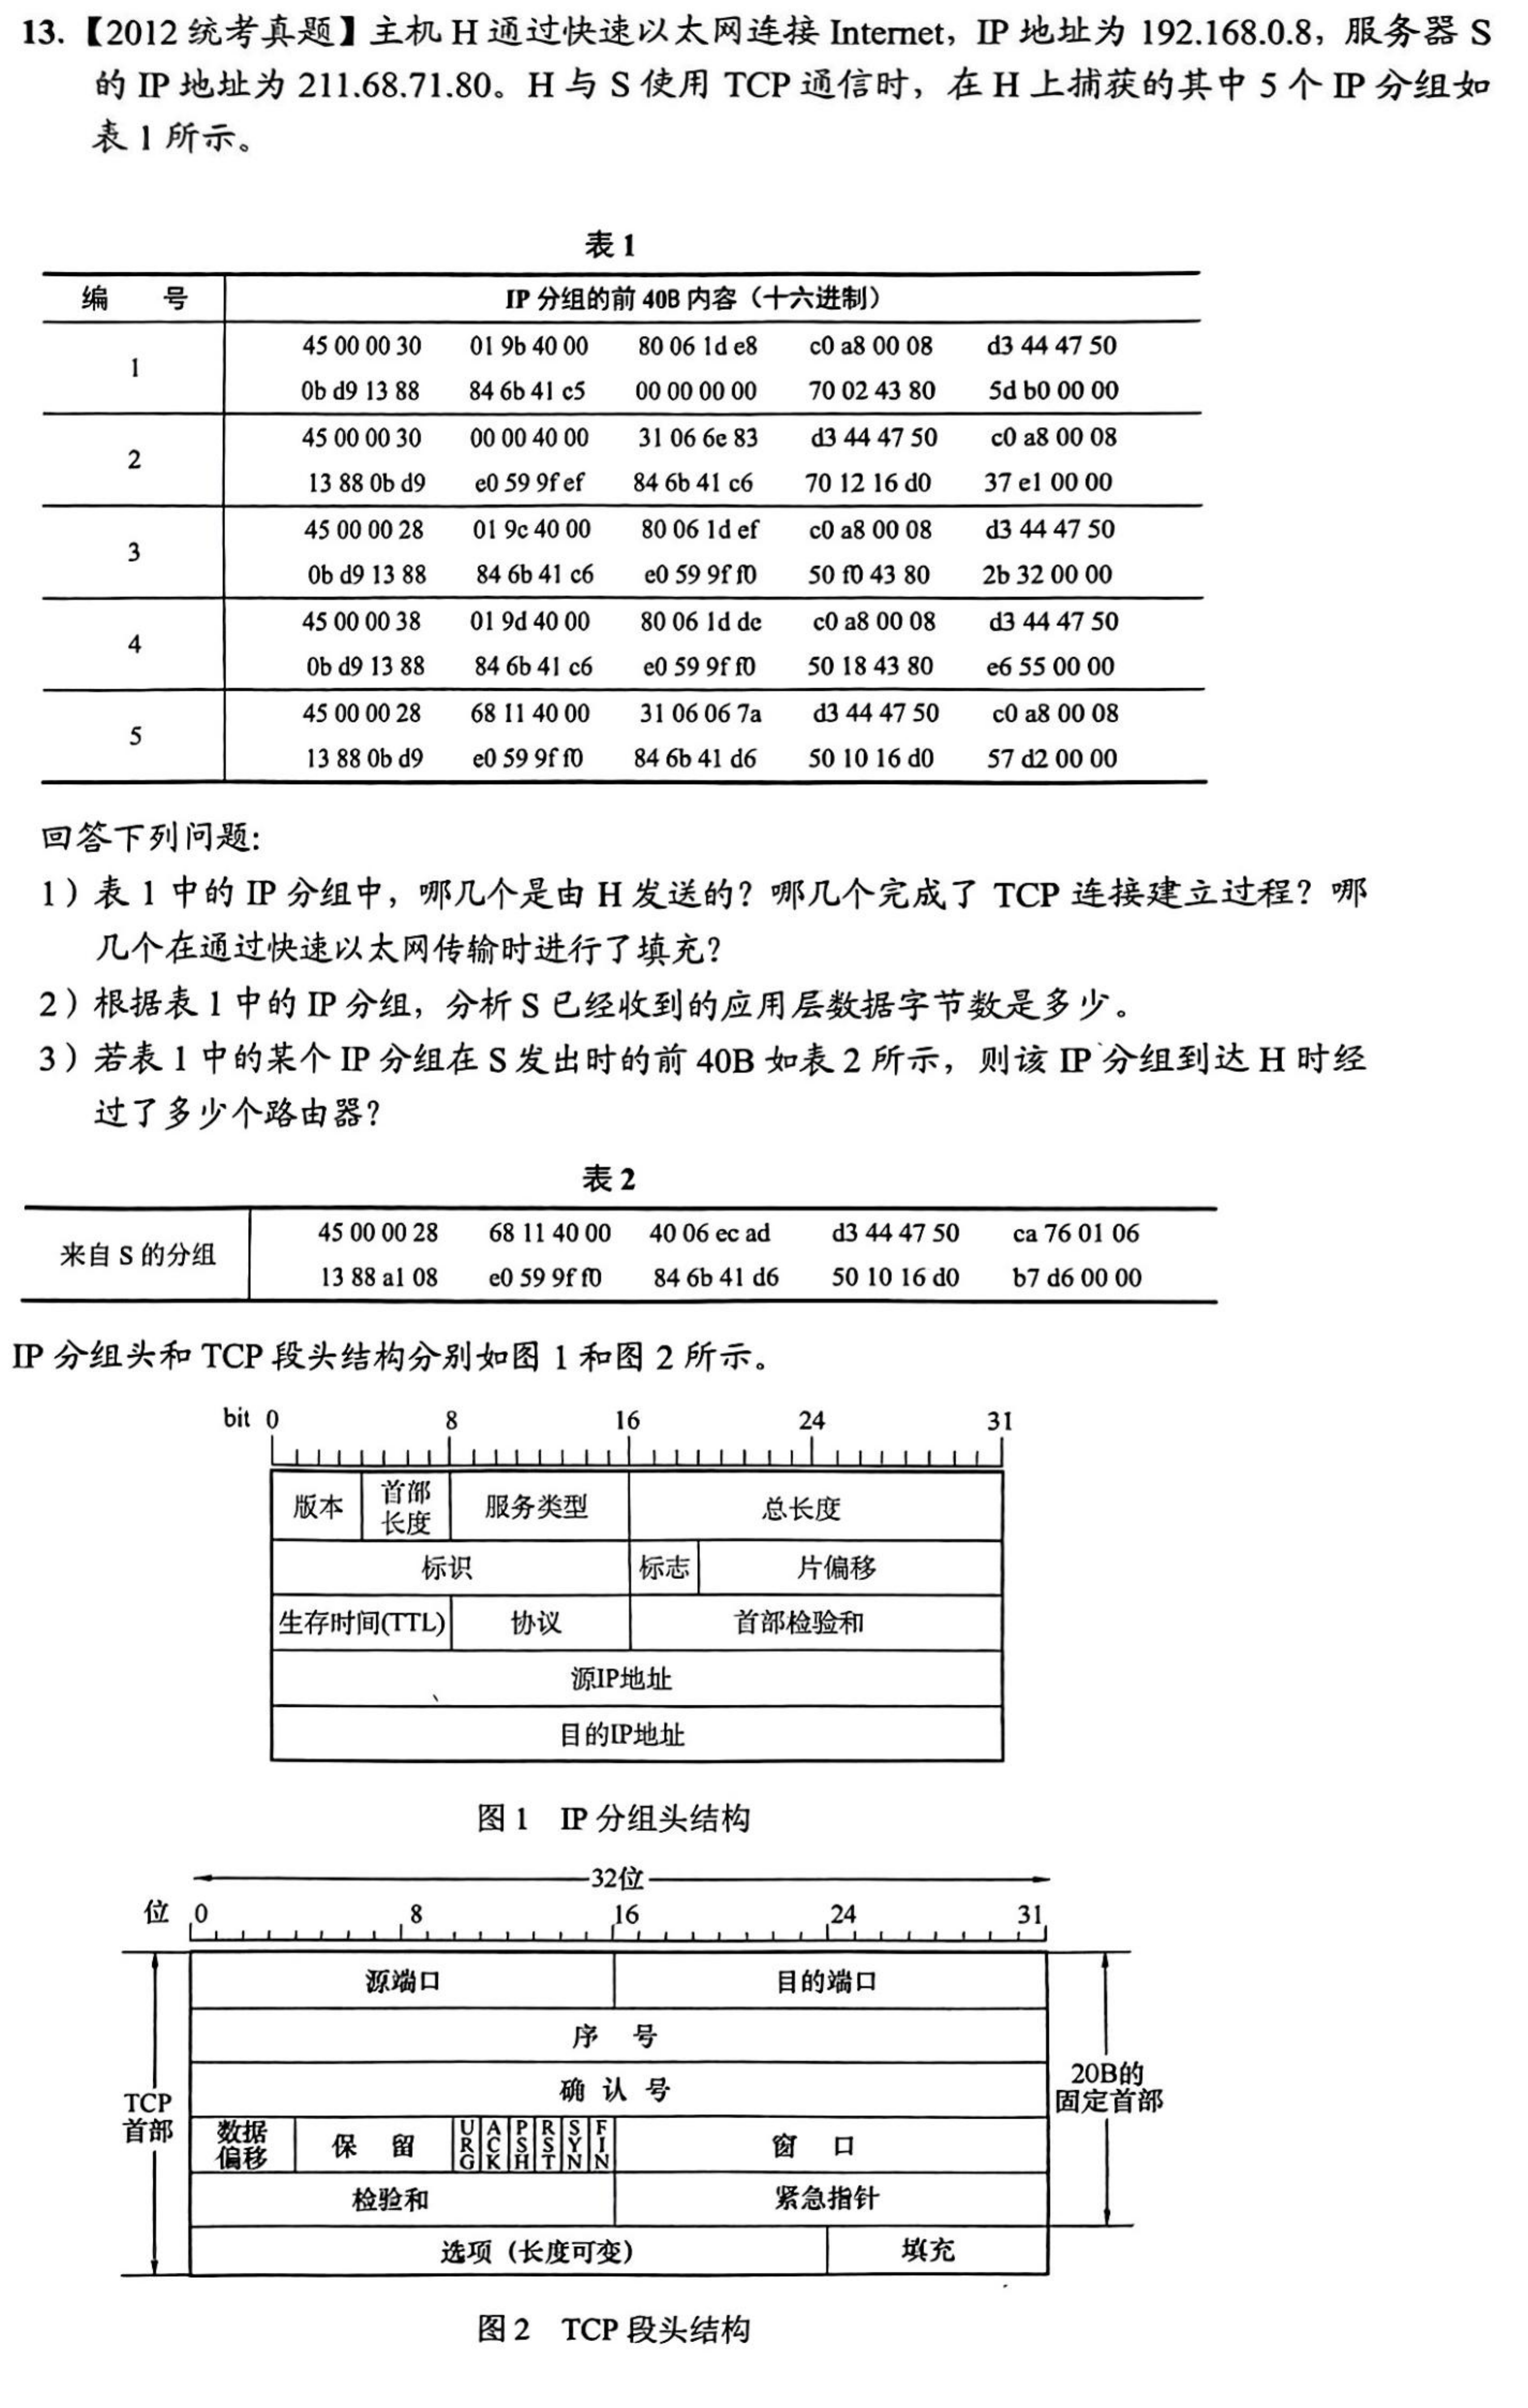 13.【2012 统考真题】主机 H 通过快速以太网连接 Internet，IP 地址为 192.168.0.8，服务器 S
的 IP 地址为 211.68.71.80。H 与 S 使用 TCP 通信时，在 H 上捕获的其中 5 个 IP 分组如
表 1 所示。
表 1
编 号 IP 分组的前 40B 内容（十六进制）
1
45 00 00 30 01 9b 40 00 80 06 1d e8 c0 a8 00 08 d3 44 47 50
0b d9 13 88 84 6b 41 c5 00 00 00 00 70 02 43 80 5d b0 00 00
2
45 00 00 30 00 00 40 00 31 06 6e 83 d3 44 47 50 c0 a8 00 08
13 88 0b d9 e0 59 9f ef 84 6b 41 c6 70 12 16 d0 37 e1 00 00
3
45 00 00 28 01 9c 40 00 80 06 1d ef c0 a8 00 08 d3 44 47 50
0b d9 13 88 84 6b 41 c6 e0 59 9f f0 50 f0 43 80 2b 32 00 00
4
45 00 00 38 01 9d 40 00 80 06 1d de c0 a8 00 08 d3 44 47 50
0b d9 13 88 84 6b 41 c6 e0 59 9f f0 50 18 43 80 e6 55 00 00
5
45 00 00 28 68 11 40 00 31 06 06 7a d3 44 47 50 c0 a8 00 08
13 88 0b d9 e0 59 9f f0 84 6b 41 d6 50 10 16 d0 57 d2 00 00
回答下列问题：
1）表 1 中的 IP 分组中，哪几个是由 H 发送的？哪几个完成了 TCP 连接建立过程？哪
几个在通过快速以太网传输时进行了填充？
2）根据表 1 中的 IP 分组，分析 S 已经收到的应用层数据字节数是多少。
3）若表 1 中的某个 IP 分组在 S 发出时的前 40B 如表 2 所示，则该 IP 分组到达 H 时经
过了多少个路由器？
表 2
来自 S 的分组
45 00 00 28 68 11 40 00 40 06 ec ad d3 44 47 50 ca 76 01 06
13 88 a1 08 e0 59 9f f0 84 6b 41 d6 50 10 16 d0 b7 d6 00 00
IP 分组头和 TCP 段头结构分别如图 1 和图 2 所示。
bit 0 8 16 24 31
版本 首部长度 服务类型 总长度
标识 标志 片偏移
生存时间(TTL) 协议 首部检验和
源IP地址
目的IP地址
图 1 IP 分组头结构
32位
位 0 8 16 24 31
源端口 目的端口
序 号
确 认 号
数据偏移 保 留 URG ACK PSH RST SYN FIN 窗 口
检验和 紧急指针
选项（长度可变） 填充
TCP首部
20B的
固定首部
图 2 TCP 段头结构